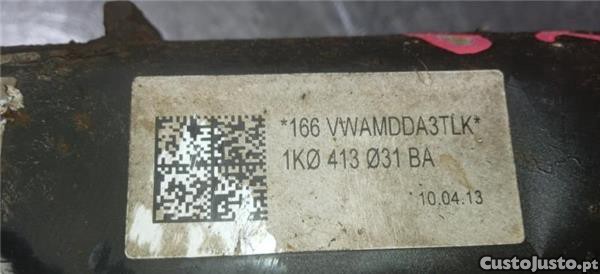 *166 VWAMDDA3TLK*
1KØ 413 Ø31 BA
10.04.13
CustoJusto.pt